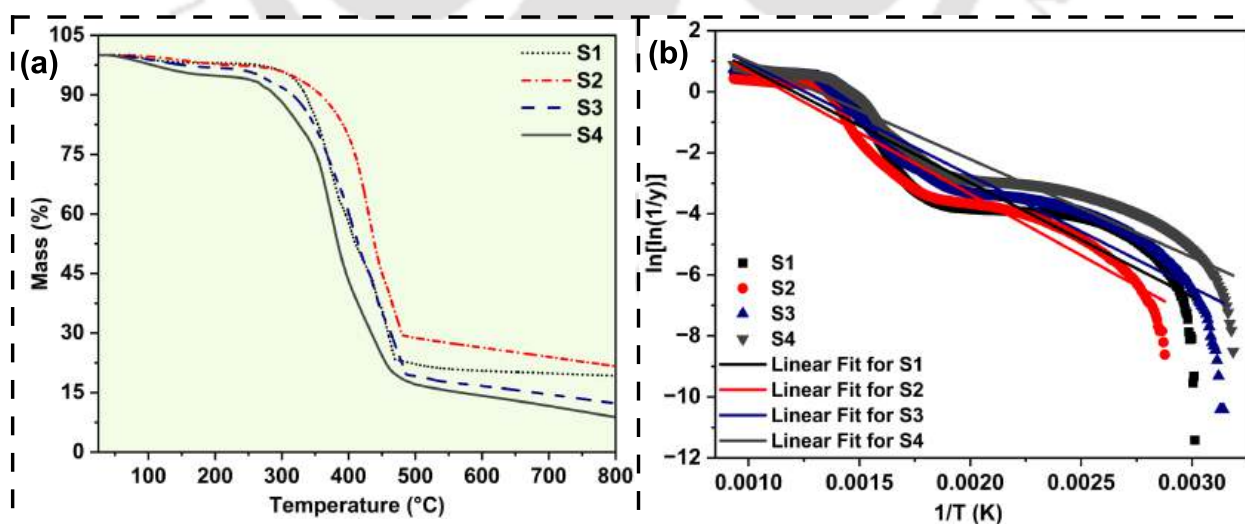 (a)
S1
S2
S3
S4
105
90
75
60
45
30
15
0
Mass (%)
100 200 300 400 500 600 700 800
Temperature (°C)
(b)
2
0
−2
−4
−6
−8
−10
−12
ln[ln(1/y)]
S1
S2
S3
S4
Linear Fit for S1
Linear Fit for S2
Linear Fit for S3
Linear Fit for S4
0.0010 0.0015 0.0020 0.0025 0.0030
1/T (K)